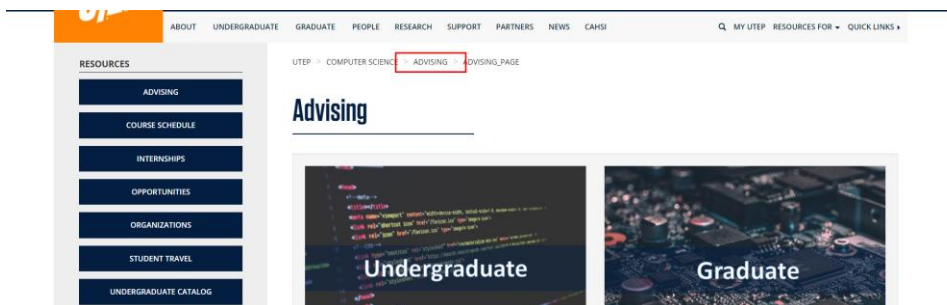 ABOUT UNDERGRADUATE GRADUATE PEOPLE RESEARCH SUPPORT PARTNERS NEWS CAHSI MY UTEP RESOURCES FOR QUICK LINKS
RESOURCES
ADVISING
COURSE SCHEDULE
INTERNSHIPS
OPPORTUNITIES
ORGANIZATIONS
STUDENT TRAVEL
UNDERGRADUATE CATALOG
UTEP > COMPUTER SCIENCE > ADVISING > ADVISING_PAGE
Advising
Undergraduate
Graduate